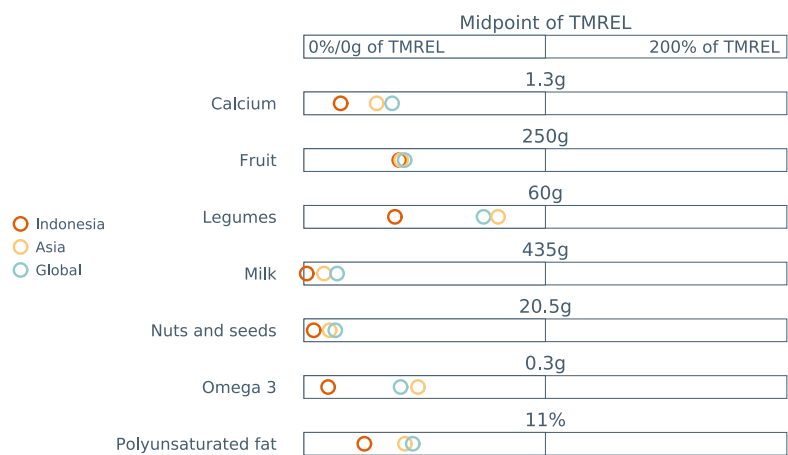 Midpoint of TMREL
0%/0g of TMREL
200% of TMREL
1.3g
Calcium
250g
Fruit
60g
Legumes
Indonesia
Asia
Global
435g
Milk
20.5g
Nuts and seeds
0.3g
Omega 3
11%
Polyunsaturated fat